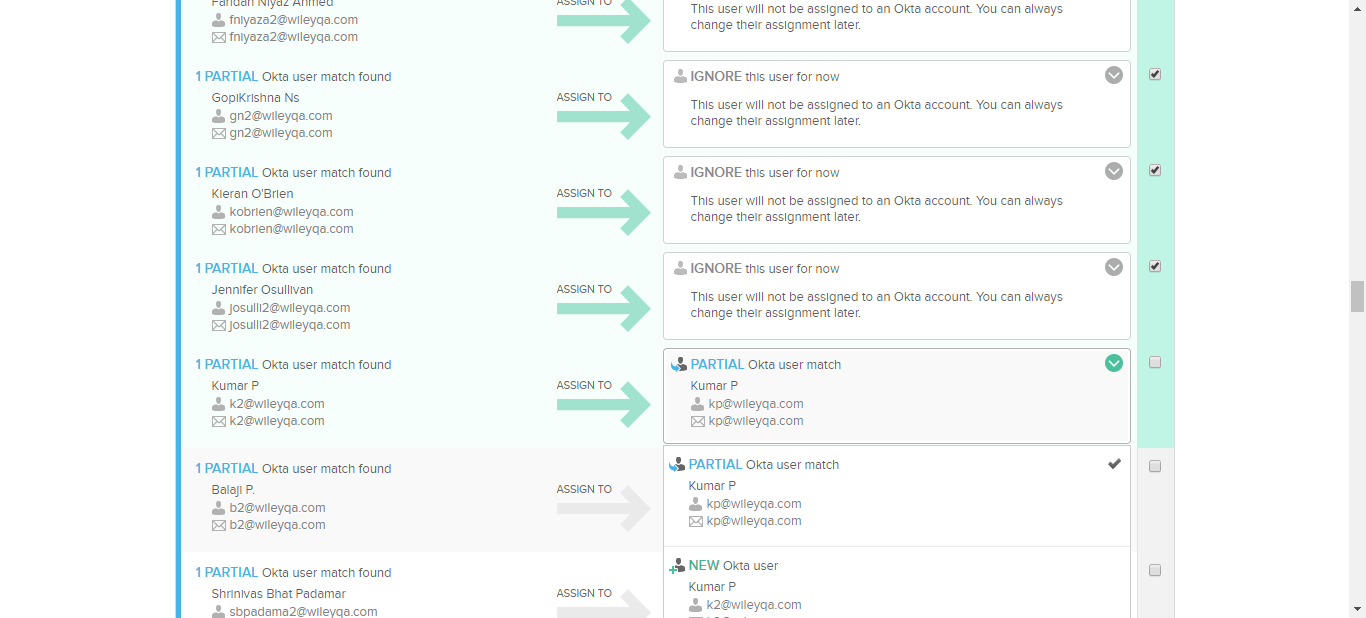 Faridah Niyaz Ahmed
fniyaza2@wileyqa.com
fniyaza2@wileyqa.com
ASSIGN TO
This user will not be assigned to an Okta account. You can always
change their assignment later.
1 PARTIAL Okta user match found
GopiKrishna Ns
gn2@wileyqa.com
gn2@wileyqa.com
ASSIGN TO
IGNORE this user for now
This user will not be assigned to an Okta account. You can always
change their assignment later.
1 PARTIAL Okta user match found
Kieran O'Brien
kobrien@wileyqa.com
kobrien@wileyqa.com
ASSIGN TO
IGNORE this user for now
This user will not be assigned to an Okta account. You can always
change their assignment later.
1 PARTIAL Okta user match found
Jennifer Osullivan
josulli2@wileyqa.com
josulli2@wileyqa.com
ASSIGN TO
IGNORE this user for now
This user will not be assigned to an Okta account. You can always
change their assignment later.
1 PARTIAL Okta user match found
Kumar P
k2@wileyqa.com
k2@wileyqa.com
ASSIGN TO
PARTIAL Okta user match
Kumar P
kp@wileyqa.com
kp@wileyqa.com
1 PARTIAL Okta user match found
Balaji P.
b2@wileyqa.com
b2@wileyqa.com
ASSIGN TO
PARTIAL Okta user match
Kumar P
kp@wileyqa.com
kp@wileyqa.com
1 PARTIAL Okta user match found
Shrinivas Bhat Padamar
sbpadama2@wileyqa.com
ASSIGN TO
NEW Okta user
Kumar P
k2@wileyqa.com